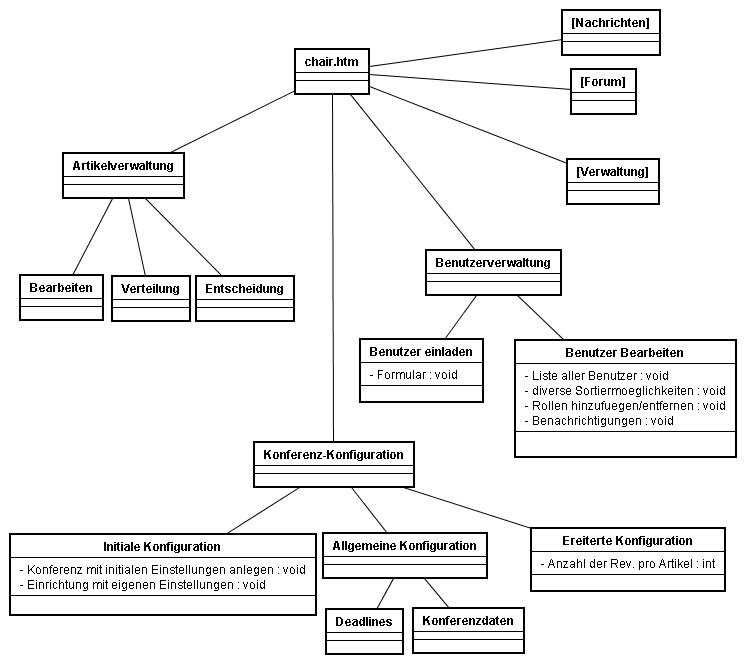 [Nachrichten]
chair.htm
[Forum]
Artikelverwaltung
[Verwaltung]
Benutzerverwaltung
Bearbeiten
Verteilung
Entscheidung
Benutzer einladen
- Formular : void
Benutzer Bearbeiten
- Liste aller Benutzer : void
- diverse Sortiermoeglichkeiten : void
- Rollen hinzufuegen/entfernen : void
- Benachrichtigungen : void
Konferenz-Konfiguration
Initiale Konfiguration
- Konferenz mit initialen Einstellungen anlegen : void
- Einrichtung mit eigenen Einstellungen : void
Allgemeine Konfiguration
Ereiterte Konfiguration
- Anzahl der Rev. pro Artikel : int
Deadlines
Konferenzdaten